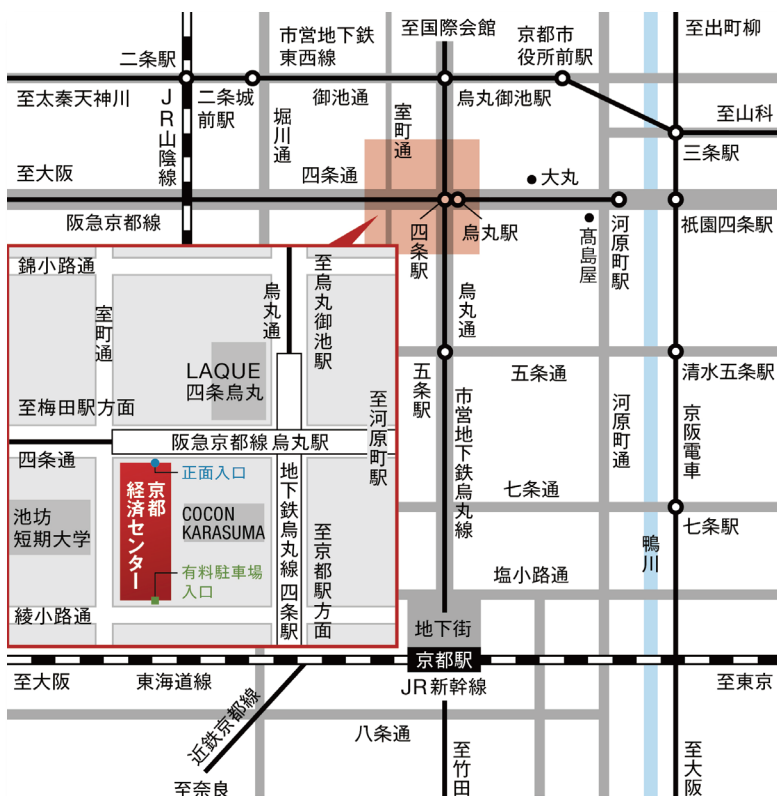 至国際会館
市営地下鉄
東西線
京都市
役所前駅
至出町柳
二条駅
至太秦天神川
JR山陰線
二条城
前駅
堀川通
御池通
室町通
烏丸御池駅
至山科
三条駅
至大阪
四条通
大丸
阪急京都線
四条駅
烏丸駅
髙島屋
河原町駅
祇園四条駅
錦小路通
室町通
烏丸通
至烏丸御池駅
LAQUE
四条烏丸
至梅田駅方面
至河原町駅
阪急京都線 烏丸駅
四条通
正面入口
京都
経済センター
池坊
短期大学
COCON
KARASUMA
有料駐車場
入口
地下鉄烏丸線 四条駅
至京都駅方面
綾小路通
烏丸通
五条駅
五条通
清水五条駅
市営地下鉄烏丸線
河原町通
京阪電車
七条通
七条駅
鴨川
塩小路通
地下街
京都駅
至大阪
東海道線
JR新幹線
至東京
近鉄京都線
八条通
至奈良
至竹田
至大阪